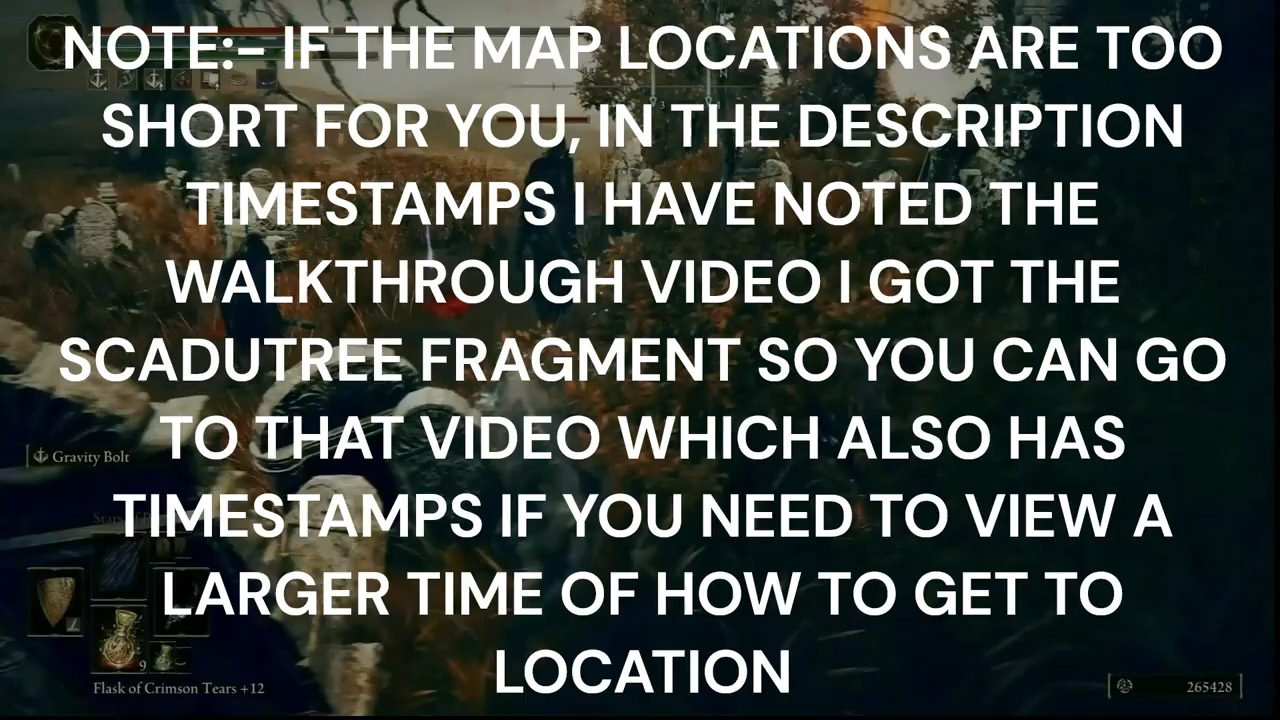 NOTE:- IF THE MAP LOCATIONS ARE TOO
SHORT FOR YOU, IN THE DESCRIPTION
TIMESTAMPS I HAVE NOTED THE
WALKTHROUGH VIDEO I GOT THE
SCADUTREE FRAGMENT SO YOU CAN GO
TO THAT VIDEO WHICH ALSO HAS
Gravity Bolt
TIMESTAMPS IF YOU NEED TO VIEW A
LARGER TIME OF HOW TO GET TO
LOCATION
9
Flask of Crimson Tears +12
265428